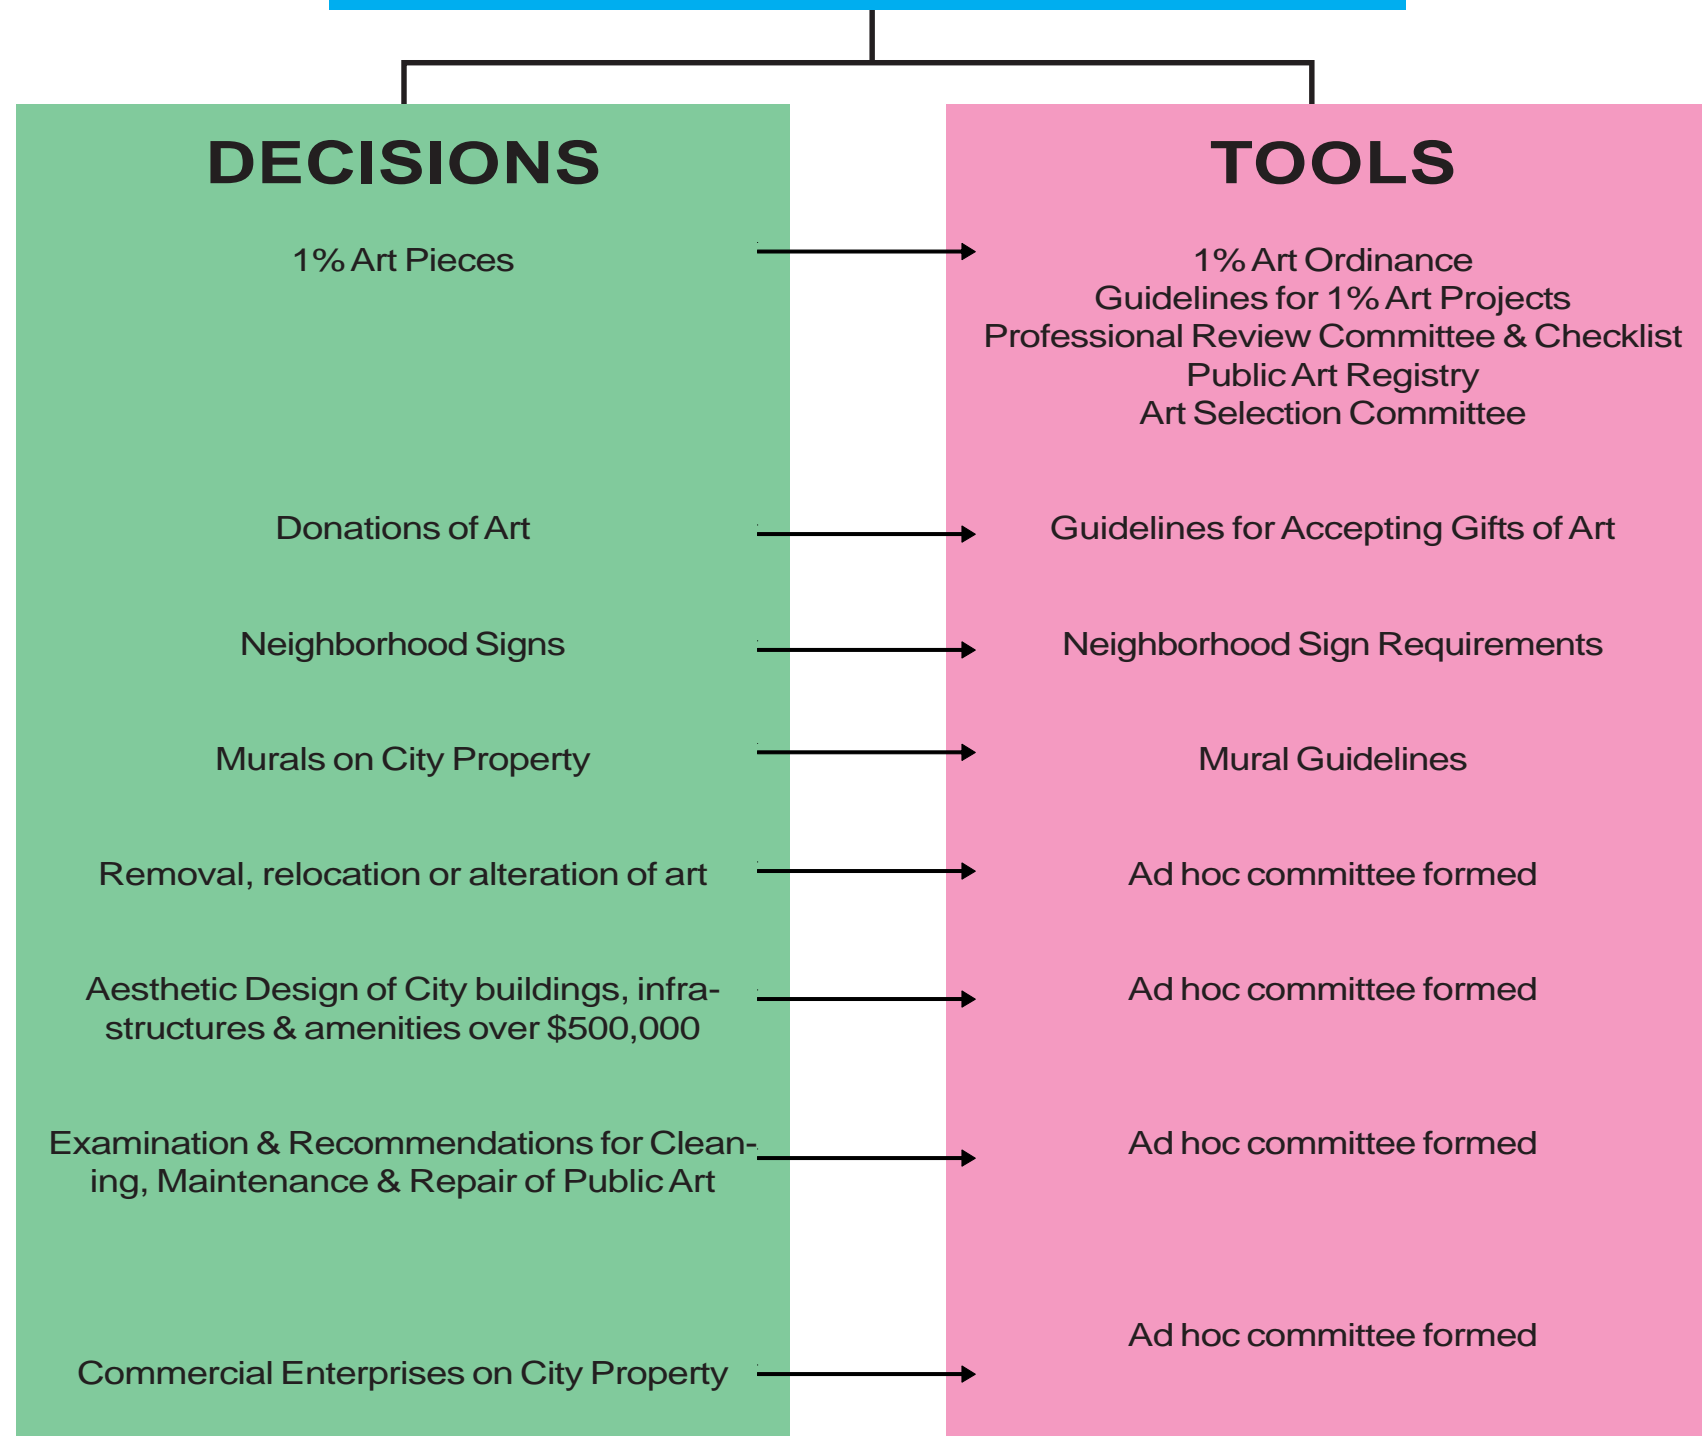 DECISIONS
TOOLS
1% Art Pieces
1% Art Ordinance
Guidelines for 1% Art Projects
Professional Review Committee & Checklist
Public Art Registry
Art Selection Committee
Donations of Art
Guidelines for Accepting Gifts of Art
Neighborhood Signs
Neighborhood Sign Requirements
Murals on City Property
Mural Guidelines
Removal, relocation or alteration of art
Ad hoc committee formed
Aesthetic Design of City buildings, infra-
structures & amenities over $500,000
Ad hoc committee formed
Examination & Recommendations for Clean-
ing, Maintenance & Repair of Public Art
Ad hoc committee formed
Commercial Enterprises on City Property
Ad hoc committee formed